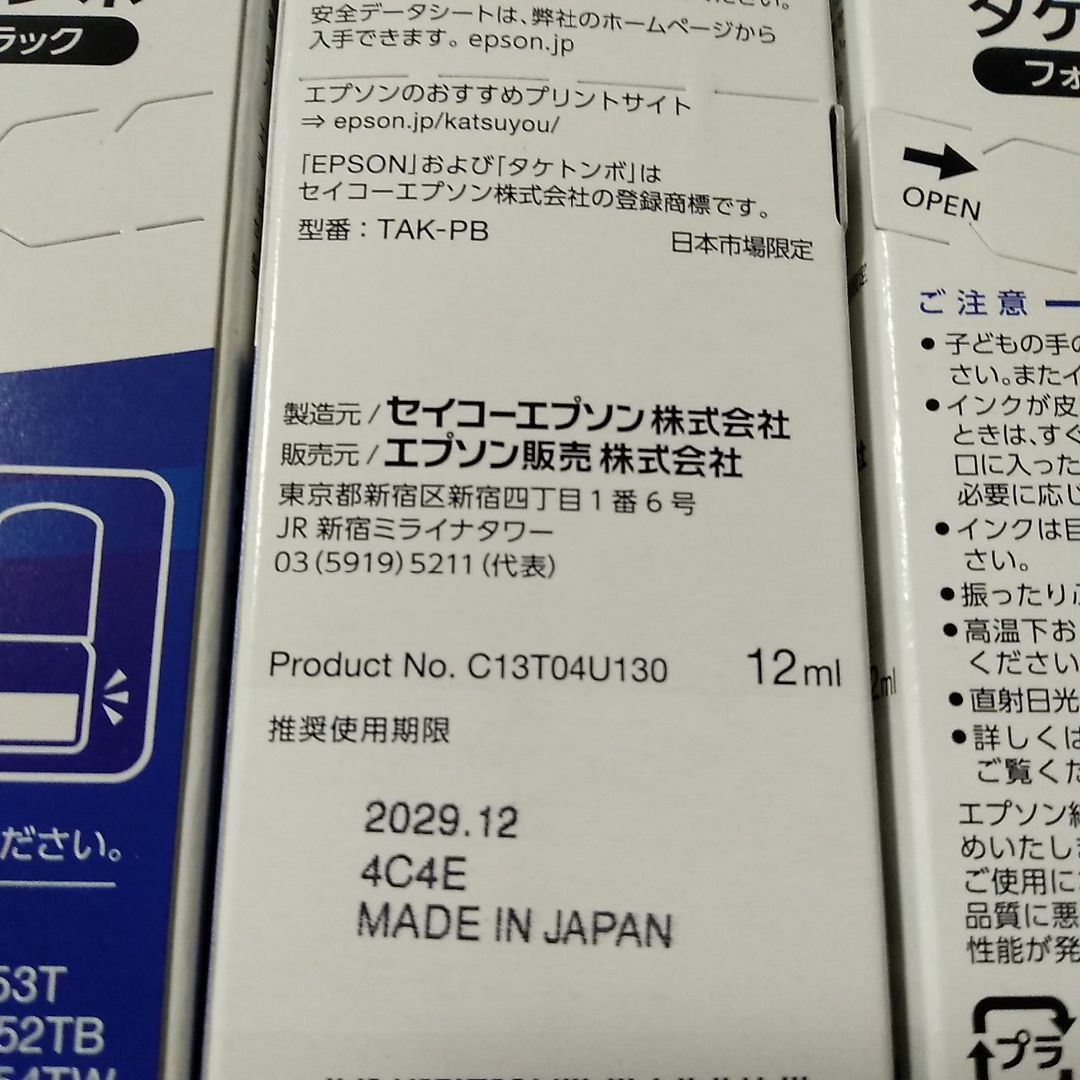 ラック
ださい。
53T
52TB
54TW
安全データシートは、弊社のホームページから
入手できます。epson.jp
エプソンのおすすめプリントサイト
⇒ epson.jp/katsuyou/
「EPSON」および「タケトンボ」は
セイコーエプソン株式会社の登録商標です。
型番：TAK-PB
日本市場限定
製造元/セイコーエプソン株式会社
販売元/エプソン販売株式会社
東京都新宿区新宿四丁目1番6号
JR 新宿ミライナタワー
03(5919)5211(代表)
Product No. C13T04U130 12ml
推奨使用期限
2029.12
4C4E
MADE IN JAPAN
タケ
フォ
OPEN
2ml
ご注意
●子どもの手の
さい。またイ
●インクが皮
ときは、すぐ
口に入った
必要に応じ
●インクは目
さい。
●振ったりぶ
●高温下お
ください
●直射日光
●詳しくは
ご覧くだ
エプソン純
めいたしま
ご使用に
品質に悪
性能が発
プラ